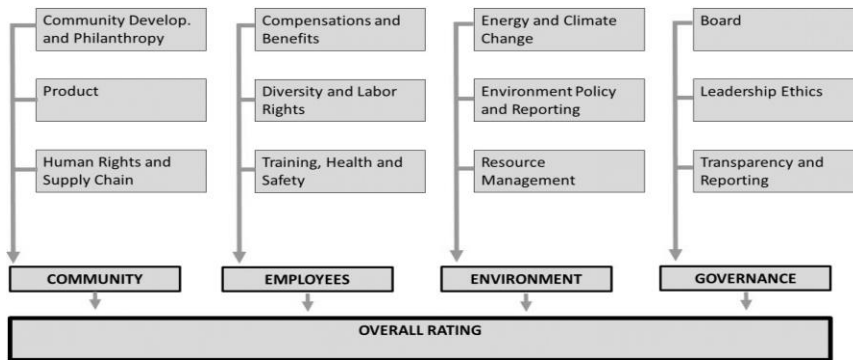 Community Develop.
and Philanthropy
Product
Human Rights and
Supply Chain
COMMUNITY
Compensations and
Benefits
Diversity and Labor
Rights
Training, Health and
Safety
EMPLOYEES
Energy and Climate
Change
Environment Policy
and Reporting
Resource
Management
ENVIRONMENT
Board
Leadership Ethics
Transparency and
Reporting
GOVERNANCE
OVERALL RATING